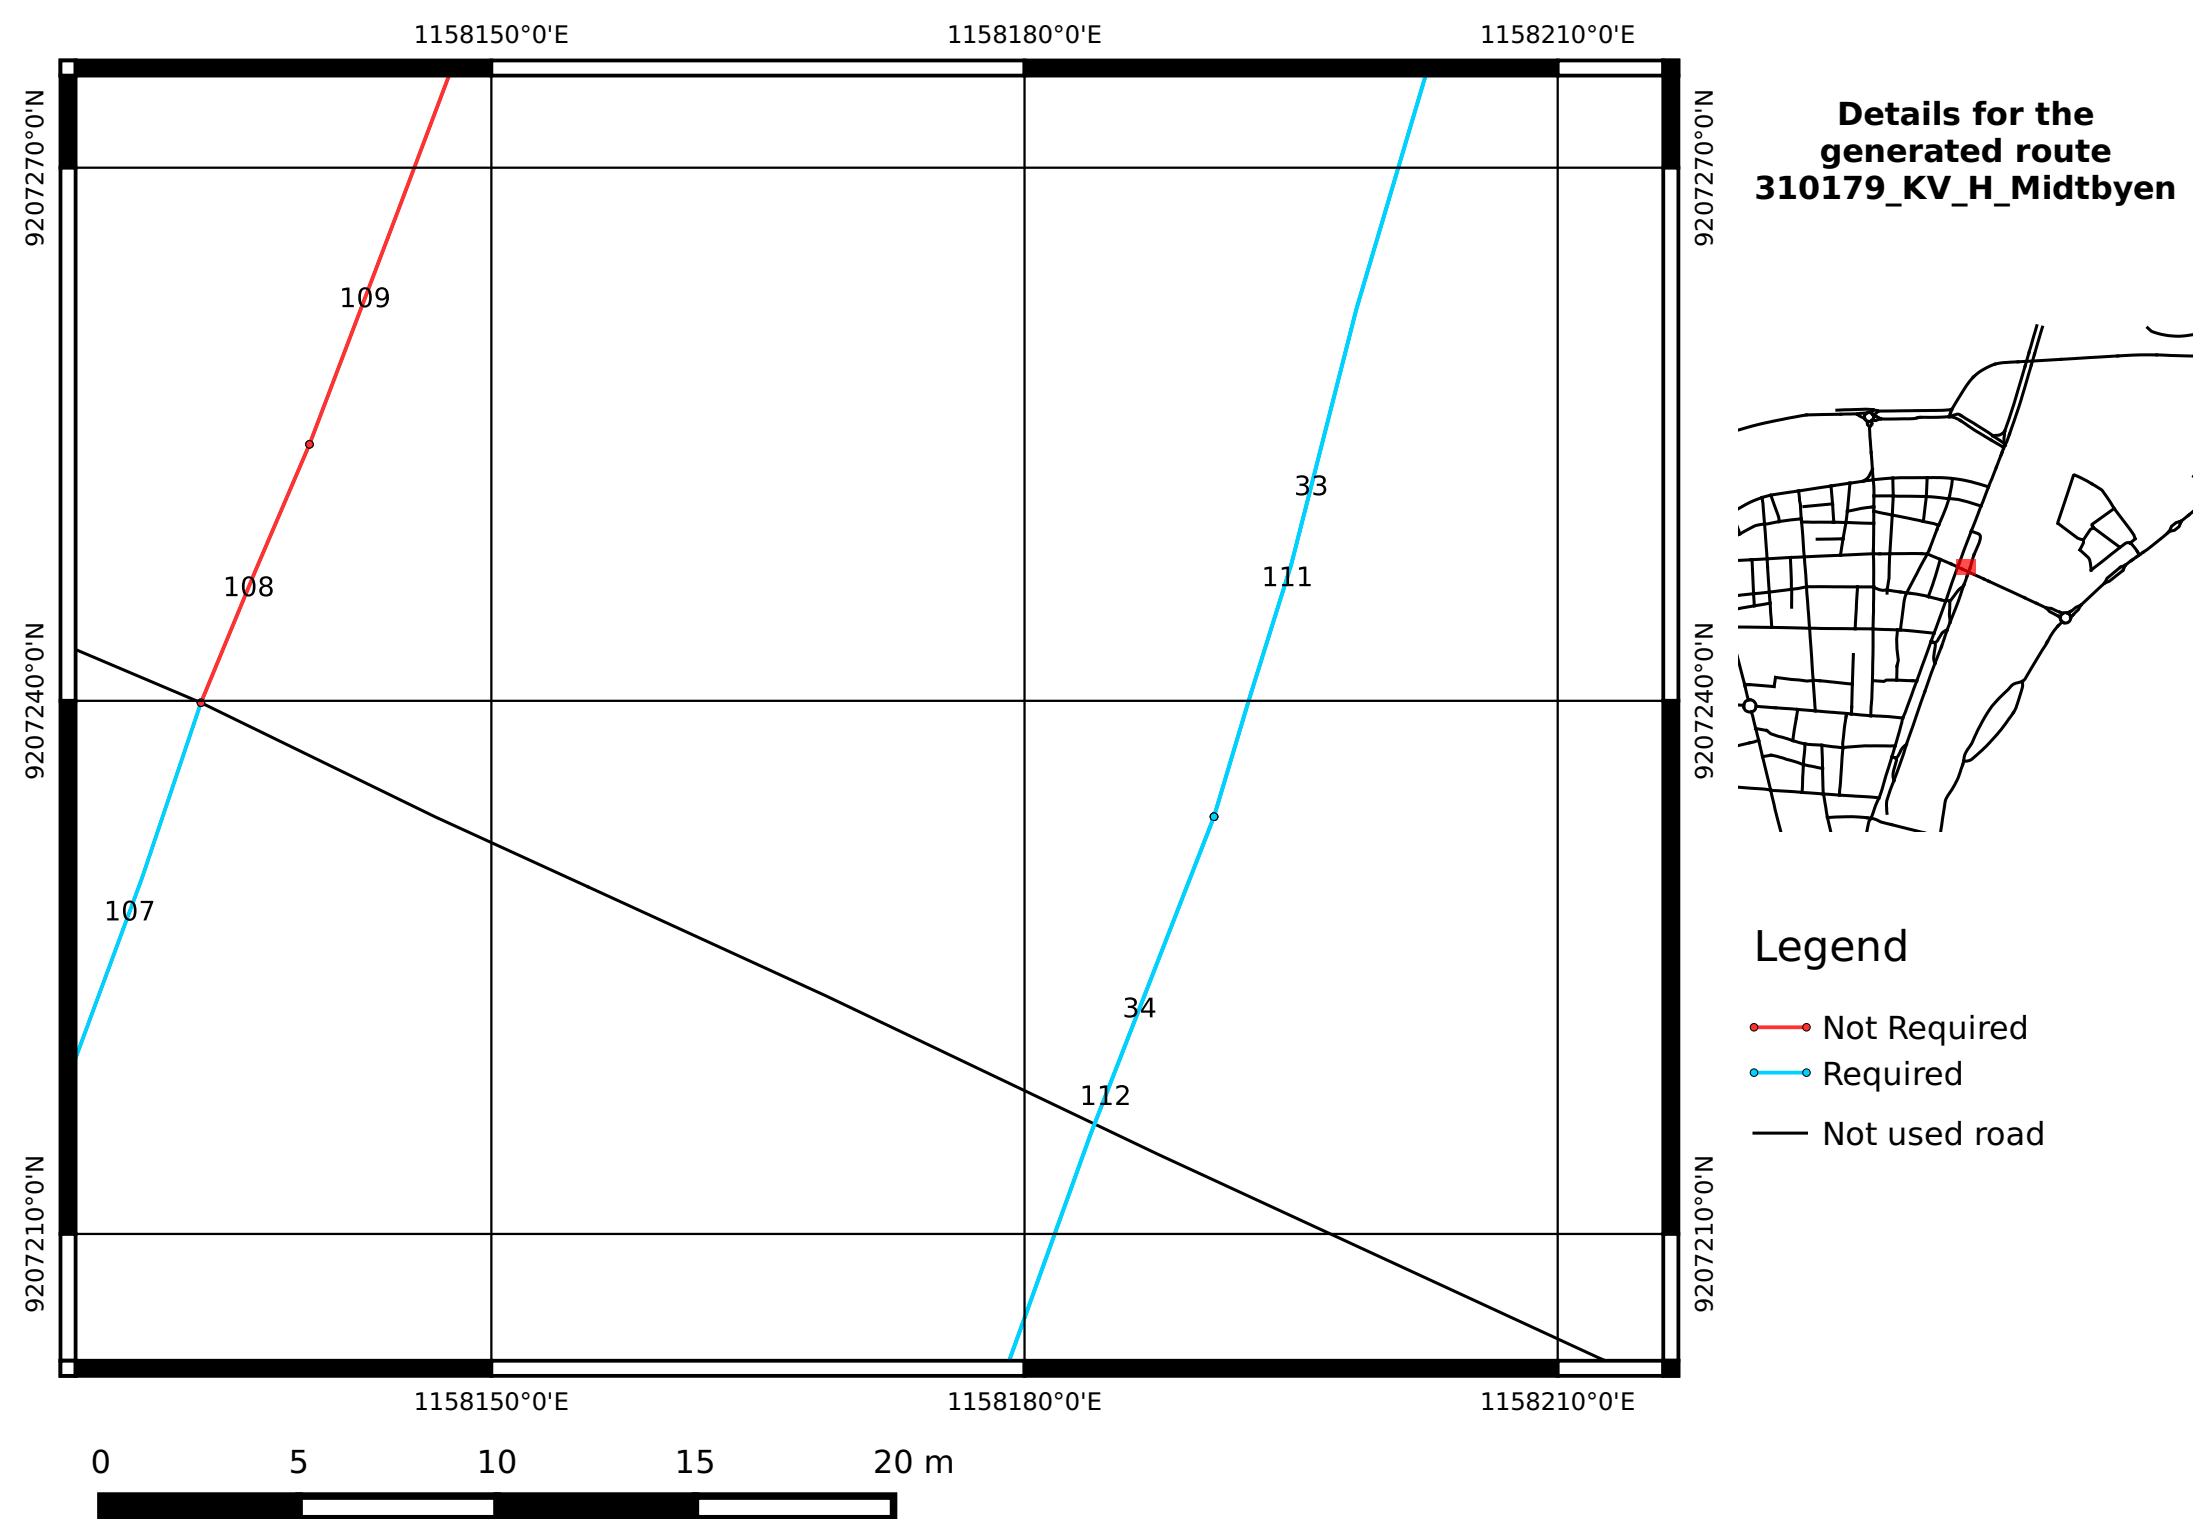 1158150°0'E 1158180°0'E 1158210°0'E
9207270°0'N
9207240°0'N
9207210°0'N
109
108
107
33
111
34
112
9207270°0'N
9207240°0'N
9207210°0'N
1158150°0'E 1158180°0'E 1158210°0'E
0 5 10 15 20 m
Details for the
generated route
310179_KV_H_Midtbyen
Legend
Not Required
Required
Not used road